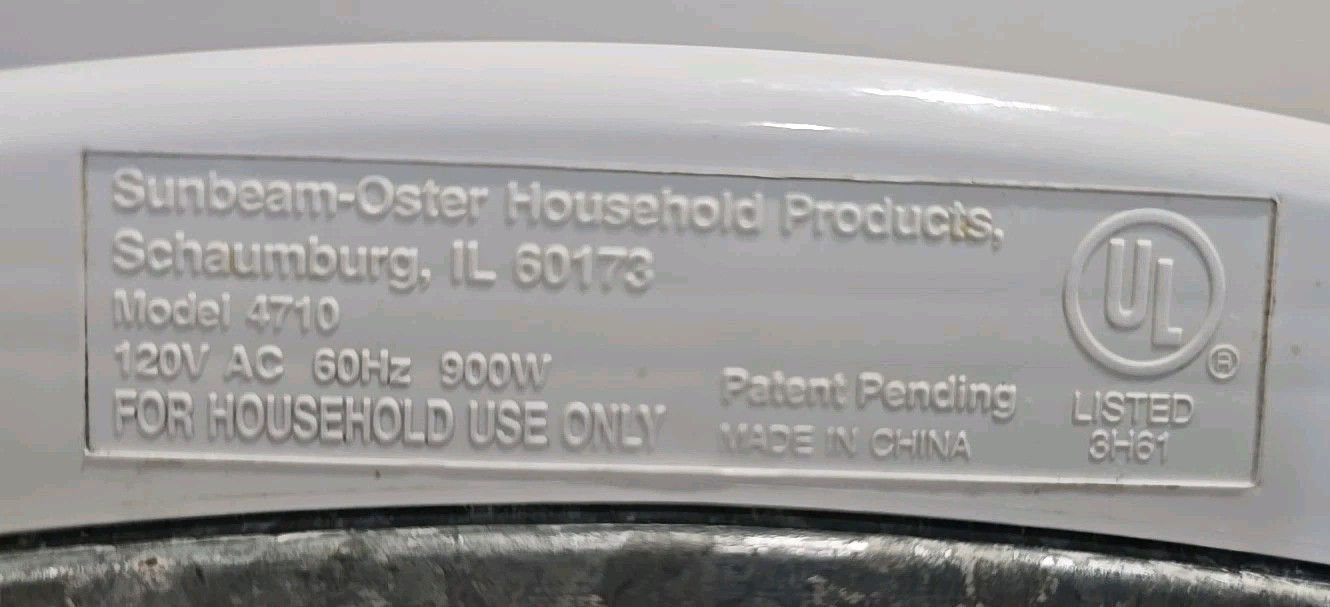 Sunbeam-Oster Household Products,
Schaumburg, IL 60173
Model 4710
120V AC 60Hz 900W
FOR HOUSEHOLD USE ONLY
Patent Pending
MADE IN CHINA
UL
®
LISTED
3H61